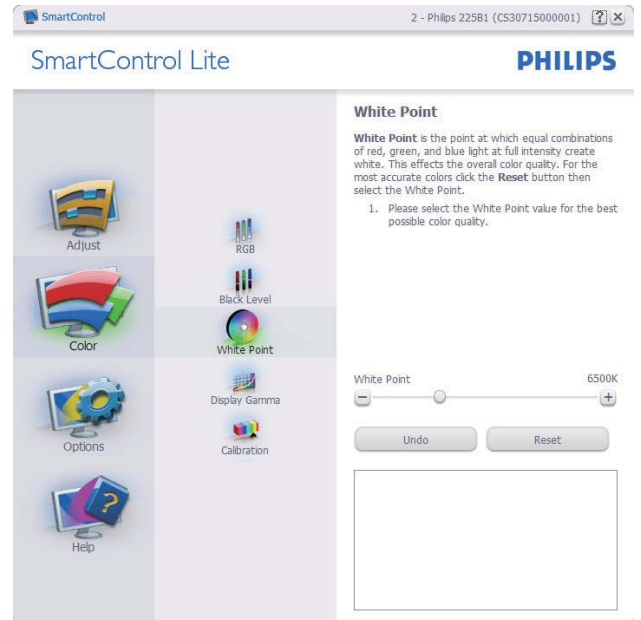 SmartControl
2 - Philips 225B1 (CS30715000001)
SmartControl Lite
PHILIPS
Adjust
Color
Options
Help
RGB
Black Level
White Point
Display Gamma
Calibration
White Point
White Point is the point at which equal combinations
of red, green, and blue light at full intensity create
white. This effects the overall color quality. For the
most accurate colors click the Reset button then
select the White Point.
1. Please select the White Point value for the best
possible color quality.
White Point 6500K
Undo Reset